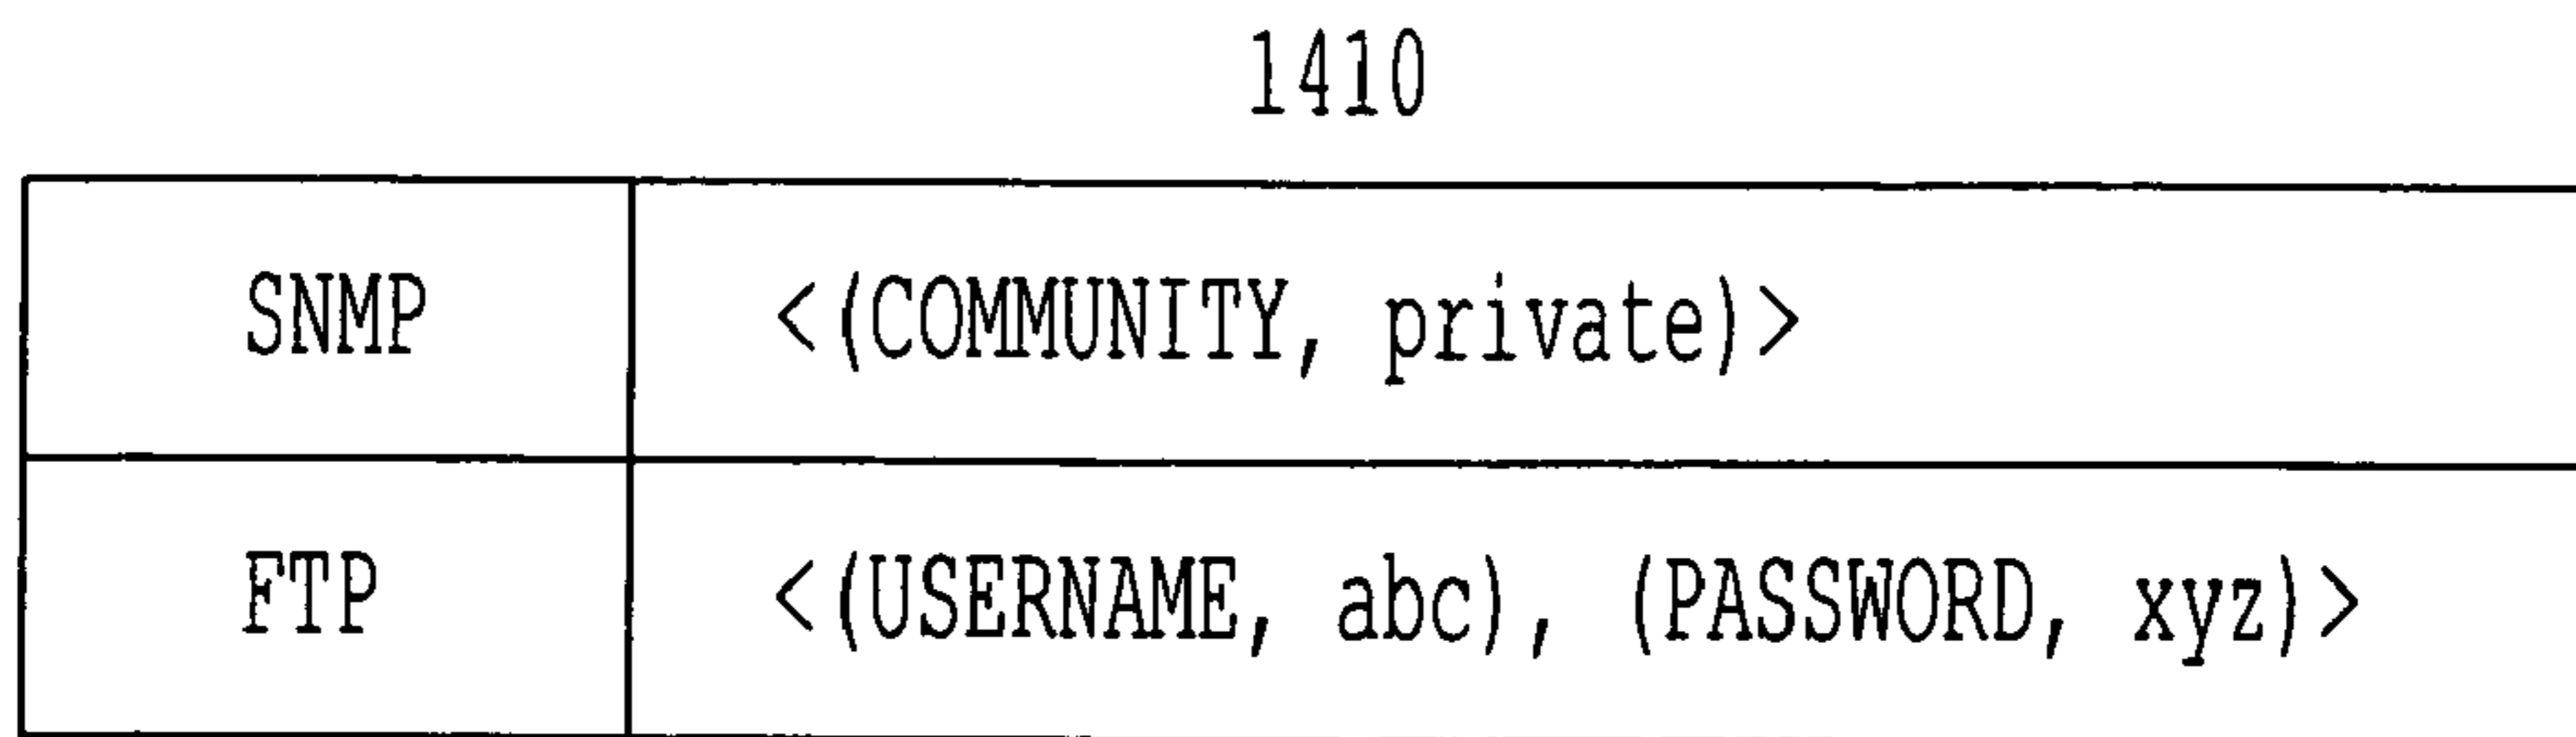 1410
SNMP <(COMMUNITY, private)>
FTP <(USERNAME, abc), (PASSWORD, xyz)>